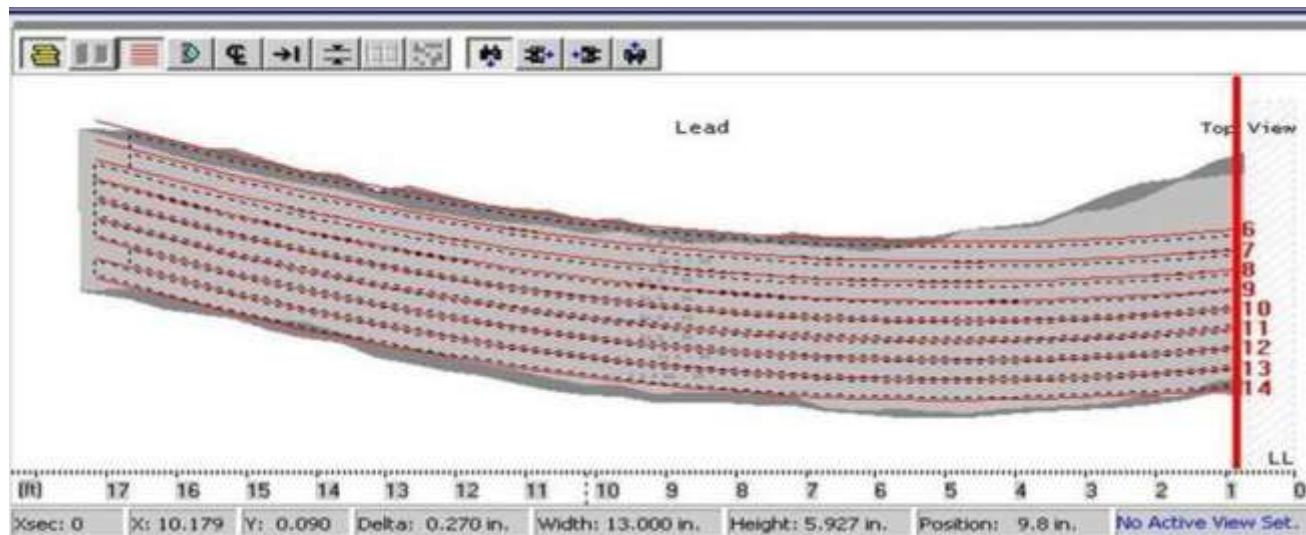 Lead
Top View
6
7
8
9
10
11
12
13
14
LL
(ft) 17 16 15 14 13 12 11 10 9 8 7 6 5 4 3 2 1 0
Xsec: 0 X: 10.179 Y: 0.090 Delta: 0.270 in. Width: 13.000 in. Height: 5.927 in. Position: 9.8 in. No Active View Set.